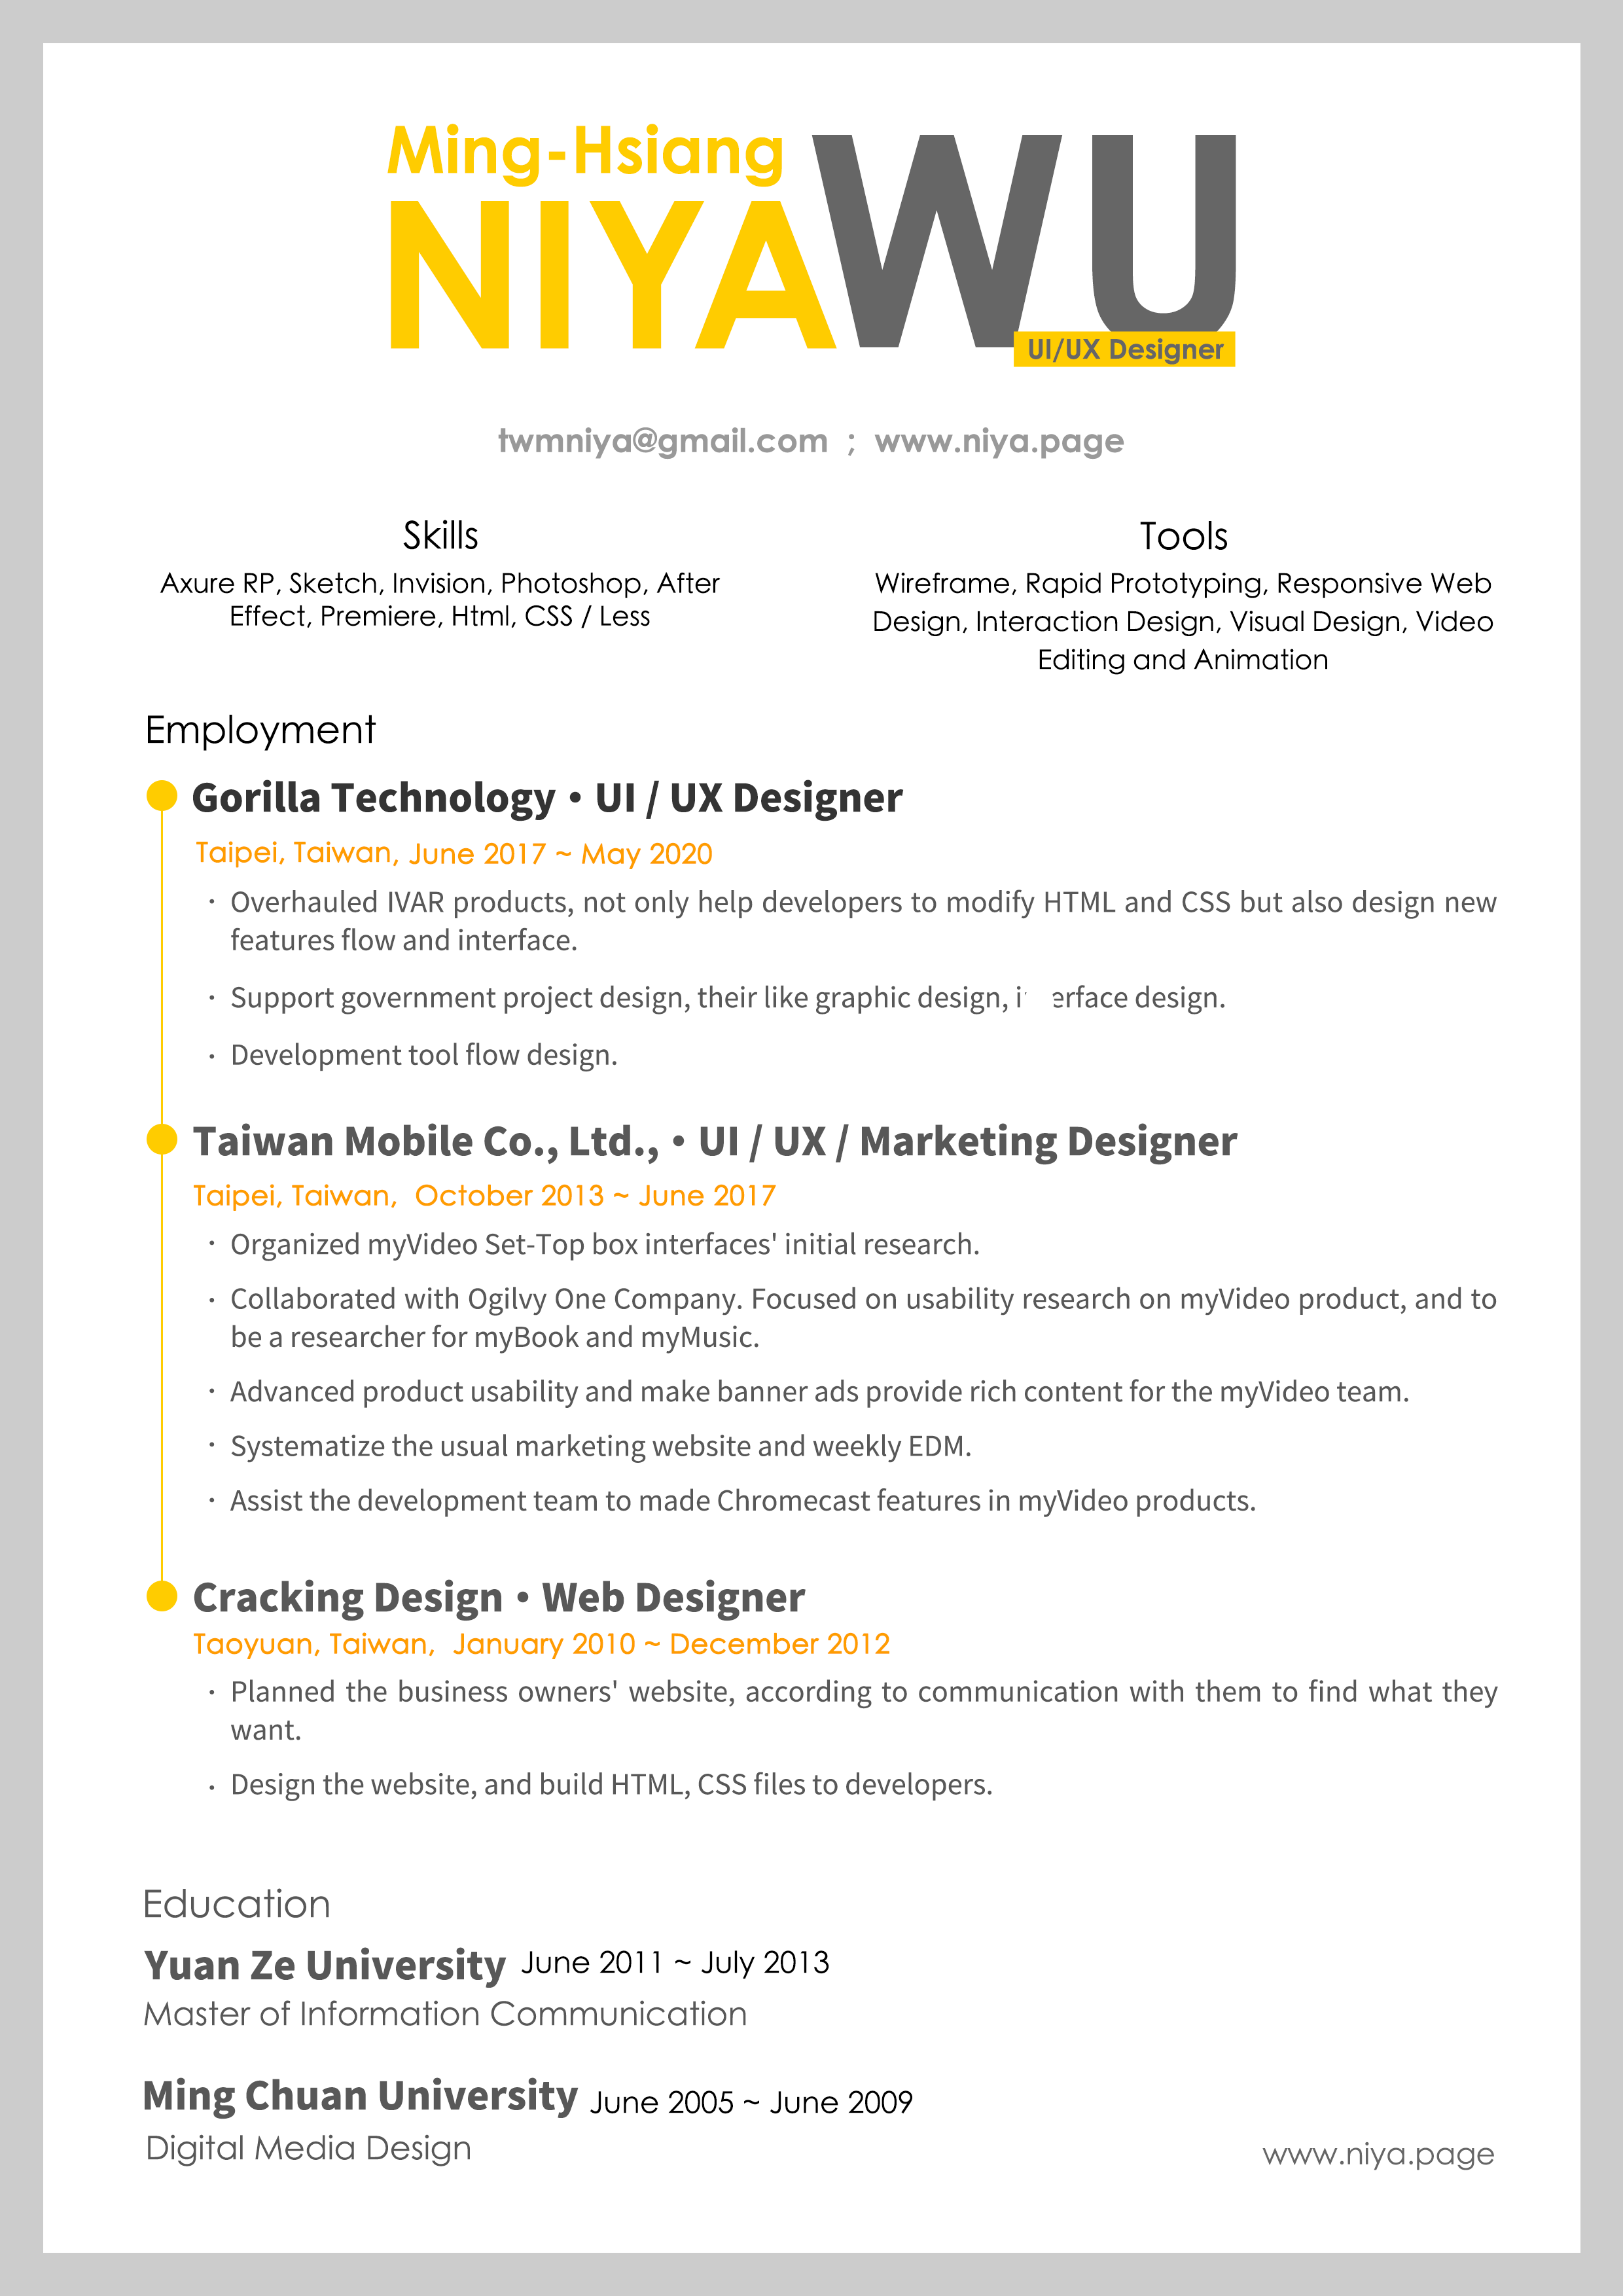 Ming-Hsiang
NIYA WU
UI/UX Designer
twmniya@gmail.com ; www.niya.page
Skills
Axure RP, Sketch, Invision, Photoshop, After
Effect, Premiere, Html, CSS / Less
Tools
Wireframe, Rapid Prototyping, Responsive Web
Design, Interaction Design, Visual Design, Video
Editing and Animation
Employment
Gorilla Technology • UI / UX Designer
Taipei, Taiwan, June 2017 ~ May 2020
· Overhauled IVAR products, not only help developers to modify HTML and CSS but also design new
features flow and interface.
· Support government project design, their like graphic design, design.
· Development tool flow design.
Taiwan Mobile Co., Ltd., • UI / UX / Marketing Designer
Taipei, Taiwan, October 2013 ~ June 2017
· Organized myVideo Set-Top box interfaces' initial research.
· Collaborated with Ogilvy One Company. Focused on usability research on myVideo product, and to
be a researcher for myBook and myMusic.
· Advanced product usability and make banner ads provide rich content for the myVideo team.
· Systematize the usual marketing website and weekly EDM.
· Assist the development team to made Chromecast features in myVideo products.
Cracking Design • Web Designer
Taoyuan, Taiwan, January 2010 ~ December 2012
· Planned the business owners' website, according to communication with them to find what they
want.
· Design the website, and build HTML, CSS files to developers.
Education
Yuan Ze University June 2011 ~ July 2013
Master of Information Communication
Ming Chuan University June 2005 ~ June 2009
Digital Media Design
www.niya.page